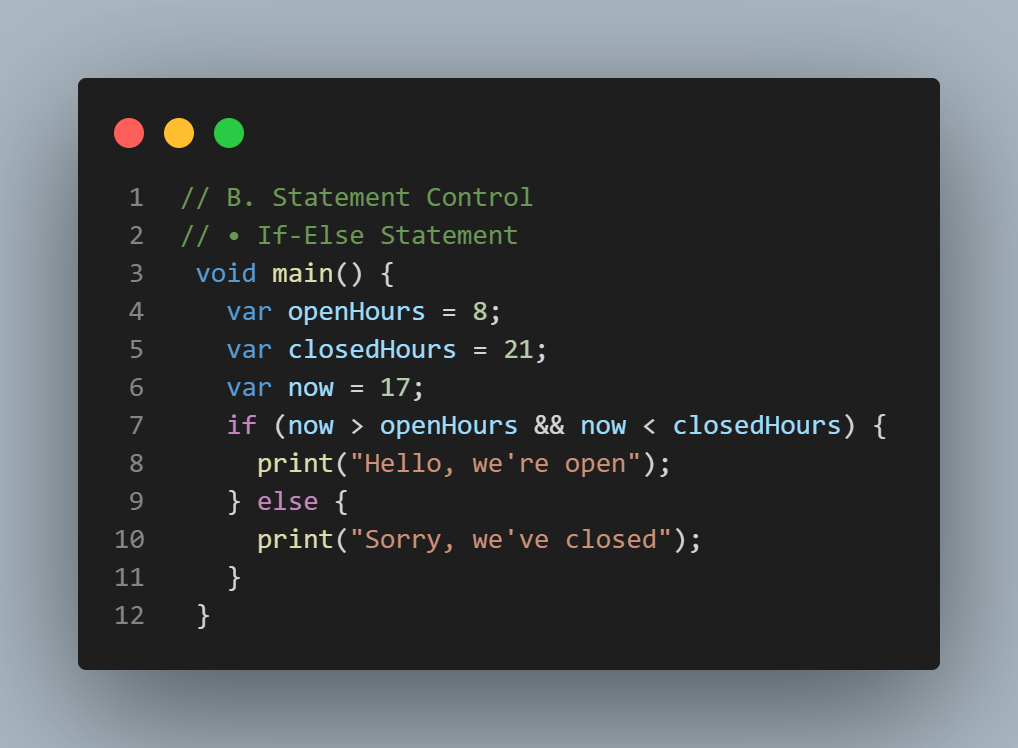 1 // B. Statement Control
2 // • If-Else Statement
3 void main() {
4 var openHours = 8;
5 var closedHours = 21;
6 var now = 17;
7 if (now > openHours && now < closedHours) {
8 print("Hello, we're open");
9 } else {
10 print("Sorry, we've closed");
11 }
12 }